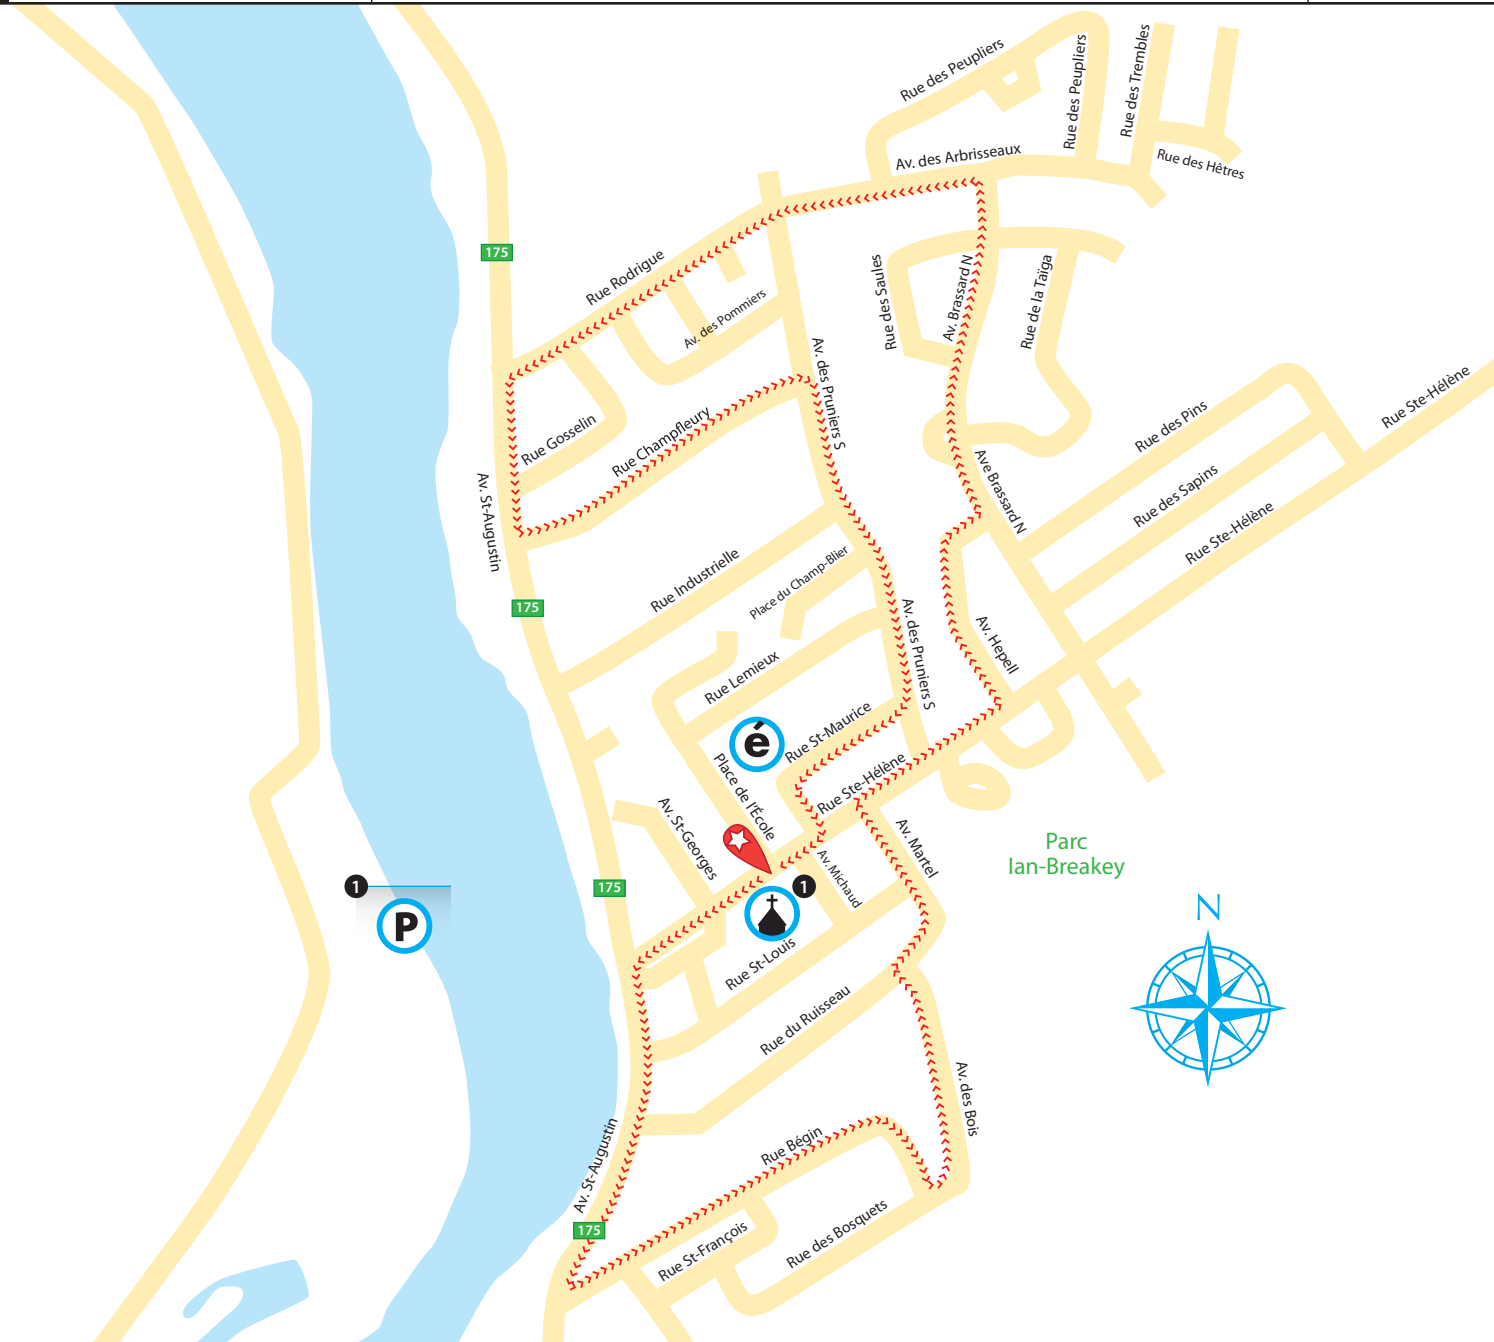 Rue des Peupliers
Rue des Peupliers
Rue des Trembles
Rue des Hêtres
Av. des Arbrisseaux
175
Rue Rodrigue
Av. des Pommiers
Rue des Saules
Av. Brassard N
Rue de la Taïga
Av. des Pruniers S
Rue Gosselin
Rue Champfleury
Av. St-Augustin
Ave Brassard N
Rue des Pins
Rue des Sapins
Rue Ste-Hélène
Rue Ste-Hélène
Rue Industrielle
Place du Champ-Blier
175
Av. des Pruniers S
Av. Hepell
Rue Lemieux
é
Rue St-Maurice
Place de l'École
Rue Ste-Hélène
Av. St-Georges
Av. Michaud
Av. Martel
Parc
Ian-Breakey
175
1
P
1
N
Rue St-Louis
Rue du Ruisseau
Av. des Bois
Av. St-Augustin
Rue Bégin
175
Rue St-François
Rue des Bosquets